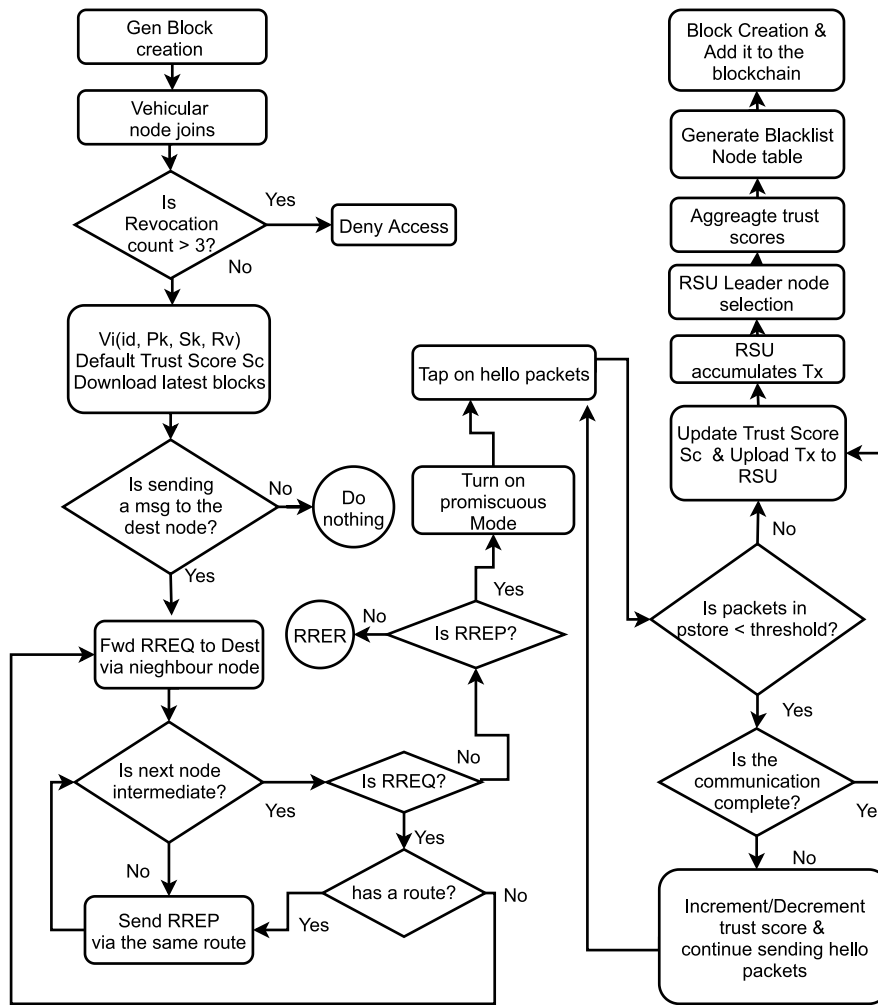 Gen Block
creation
Vehicular
node joins
Is
Revocation
count > 3?
Yes
Deny Access
No
Vi(id, Pk, Sk, Rv)
Default Trust Score Sc
Download latest blocks
Is sending
a msg to the
dest node?
No
Do
nothing
Yes
Fwd RREQ to Dest
via nieghbour node
Is next node
intermediate?
Yes
No
Send RREP
via the same route
Is RREQ?
No
Yes
has a route?
Yes
No
Is RREP?
No
RRER
Yes
Turn on
promiscuous
Mode
Tap on hello packets
Is packets in
pstore < threshold?
No
Yes
Is the
communication
complete?
Yes
No
Increment/Decrement
trust score &
continue sending hello
packets
Update Trust Score
Sc & Upload Tx to
RSU
RSU
accumulates Tx
RSU Leader node
selection
Aggreagte trust
scores
Generate Blacklist
Node table
Block Creation &
Add it to the
blockchain